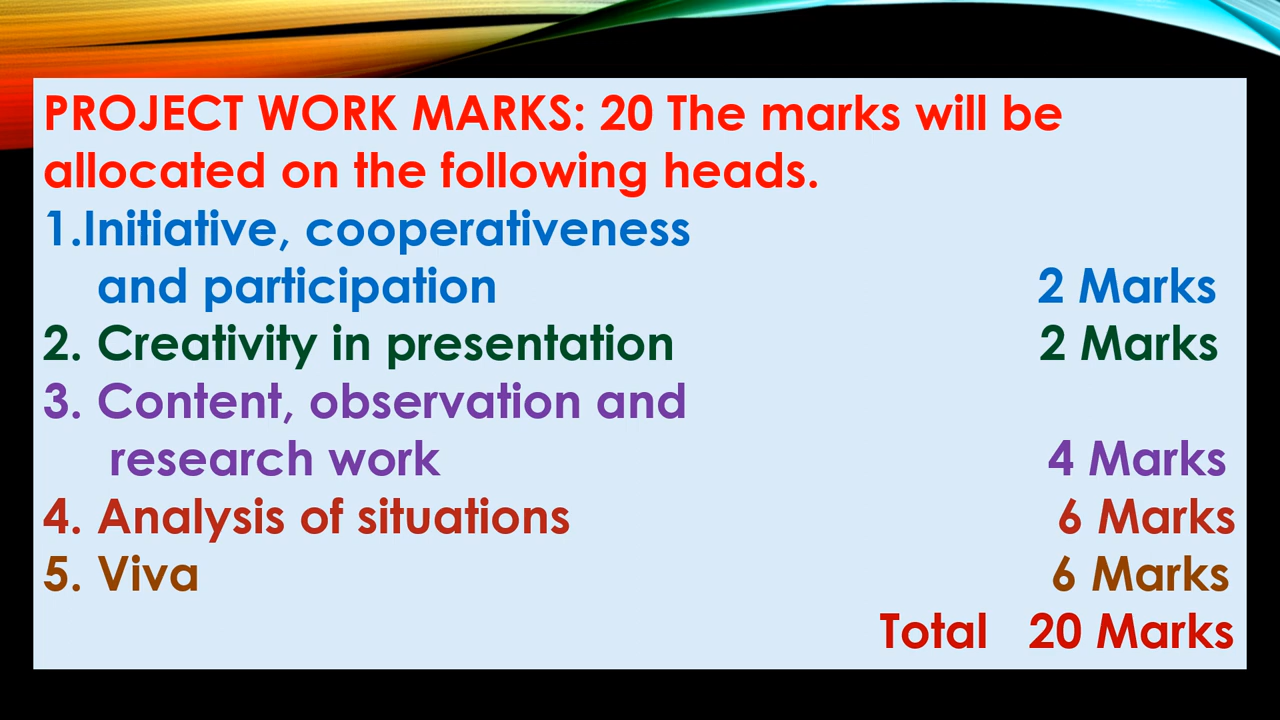 PROJECT WORK MARKS: 20 The marks will be
allocated on the following heads.
1.Initiative, cooperativeness
and participation 2 Marks
2. Creativity in presentation 2 Marks
3. Content, observation and
research work 4 Marks
4. Analysis of situations 6 Marks
5. Viva 6 Marks
Total 20 Marks